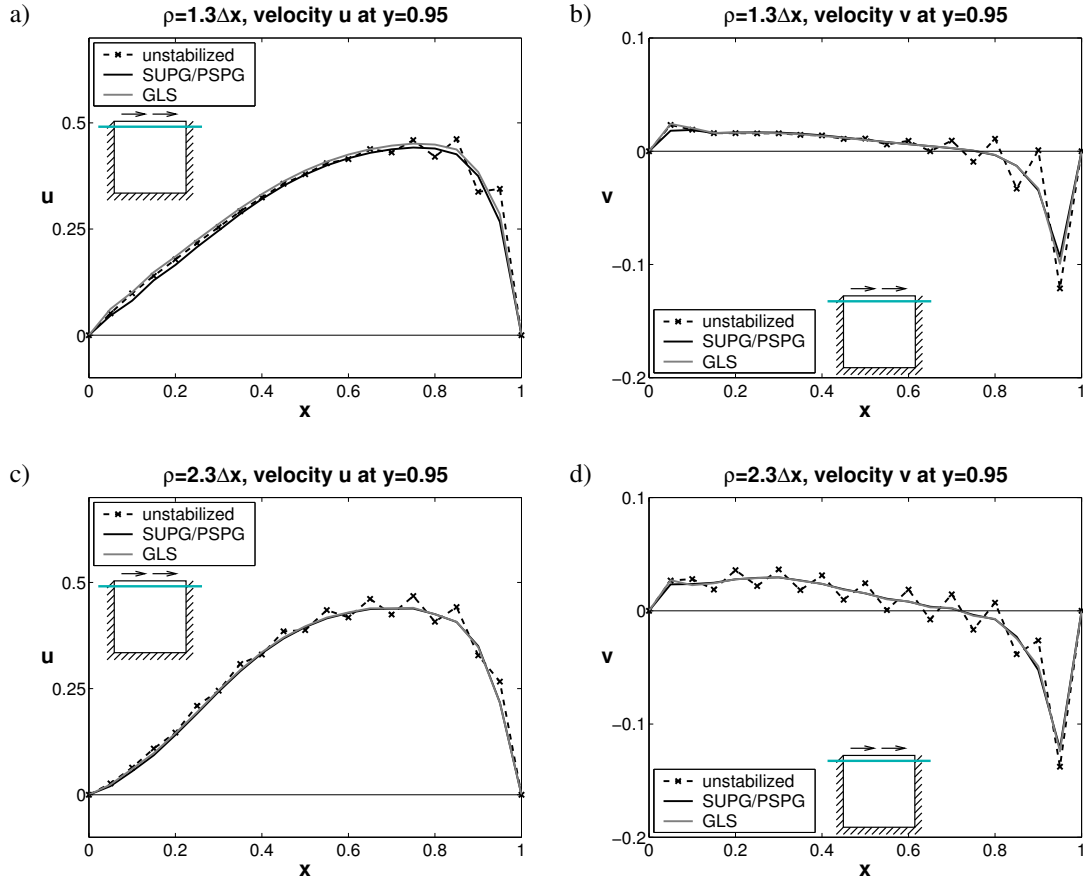 a)
ρ=1.3Δx, velocity u at y=0.95
unstabilized
SUPG/PSPG
GLS
0.5
0.25
0
u
0
0.2
0.4
0.6
0.8
1
x
b)
ρ=1.3Δx, velocity v at y=0.95
0.1
0
−0.1
−0.2
v
unstabilized
SUPG/PSPG
GLS
0
0.2
0.4
0.6
0.8
1
x
c)
ρ=2.3Δx, velocity u at y=0.95
unstabilized
SUPG/PSPG
GLS
0.5
0.25
0
u
0
0.2
0.4
0.6
0.8
1
x
d)
ρ=2.3Δx, velocity v at y=0.95
0.1
0
−0.1
−0.2
v
unstabilized
SUPG/PSPG
GLS
0
0.2
0.4
0.6
0.8
1
x